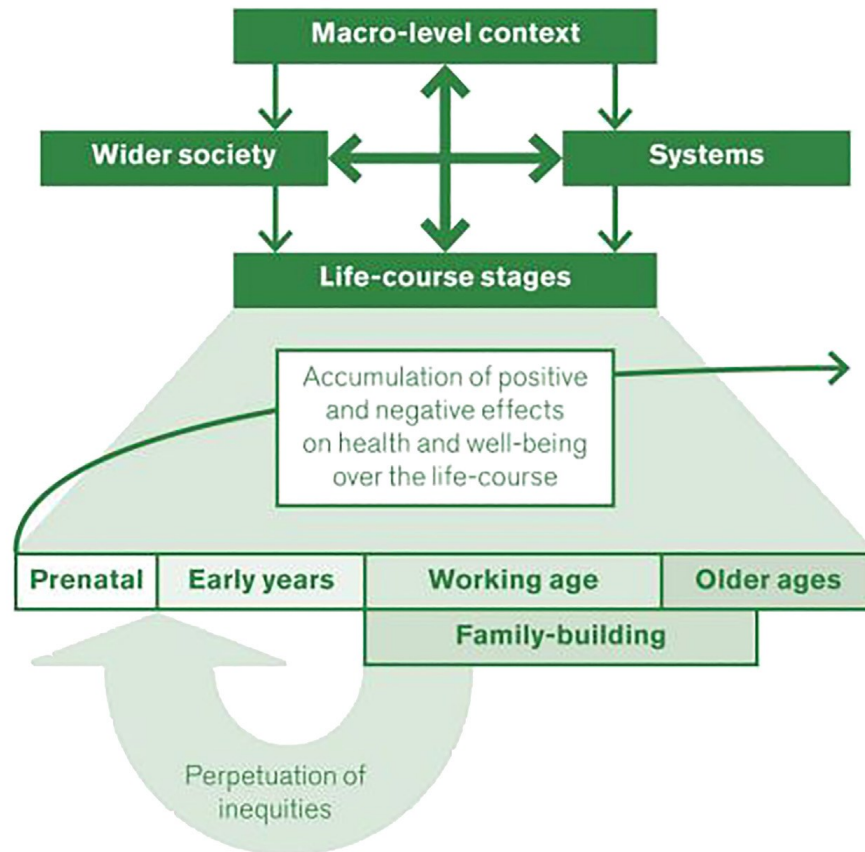 Macro-level context
Wider society
Systems
Life-course stages
Accumulation of positive
and negative effects
on health and well-being
over the life-course
Prenatal
Early years
Working age
Older ages
Family-building
Perpetuation of
inequities